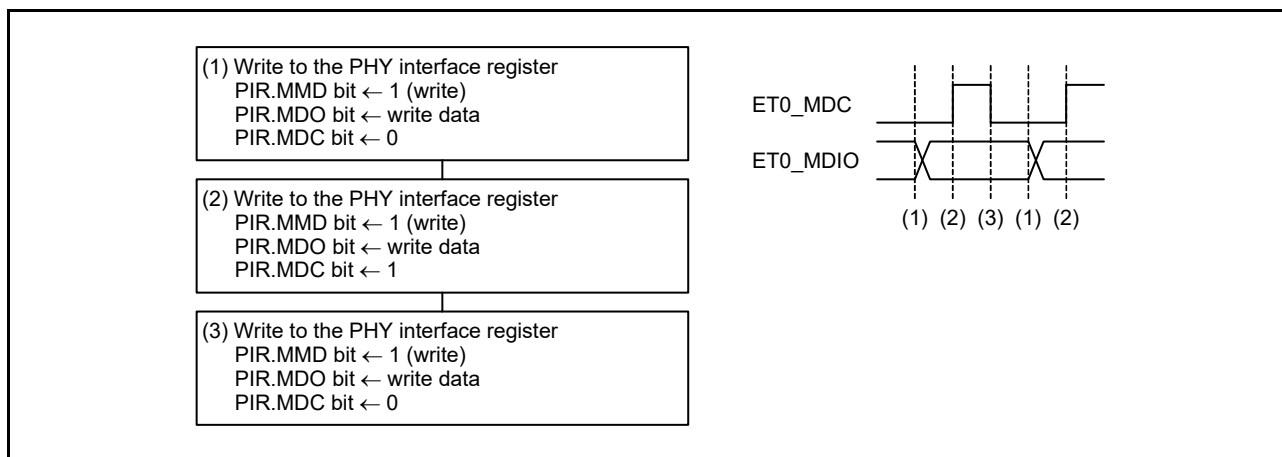 (1) Write to the PHY interface register
PIR.MMD bit ← 1 (write)
PIR.MDO bit ← write data
PIR.MDC bit ← 0
(2) Write to the PHY interface register
PIR.MMD bit ← 1 (write)
PIR.MDO bit ← write data
PIR.MDC bit ← 1
(3) Write to the PHY interface register
PIR.MMD bit ← 1 (write)
PIR.MDO bit ← write data
PIR.MDC bit ← 0
ET0_MDC
ET0_MDIO
(1) (2) (3) (1) (2)